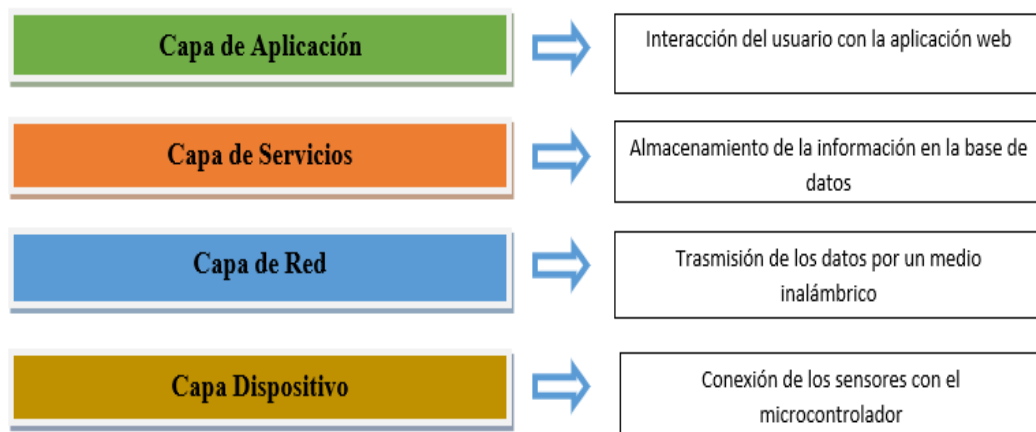 Capa de Aplicación
Interacción del usuario con la aplicación web
Capa de Servicios
Almacenamiento de la información en la base de
datos
Capa de Red
Trasmisión de los datos por un medio
inalámbrico
Capa Dispositivo
Conexión de los sensores con el
microcontrolador